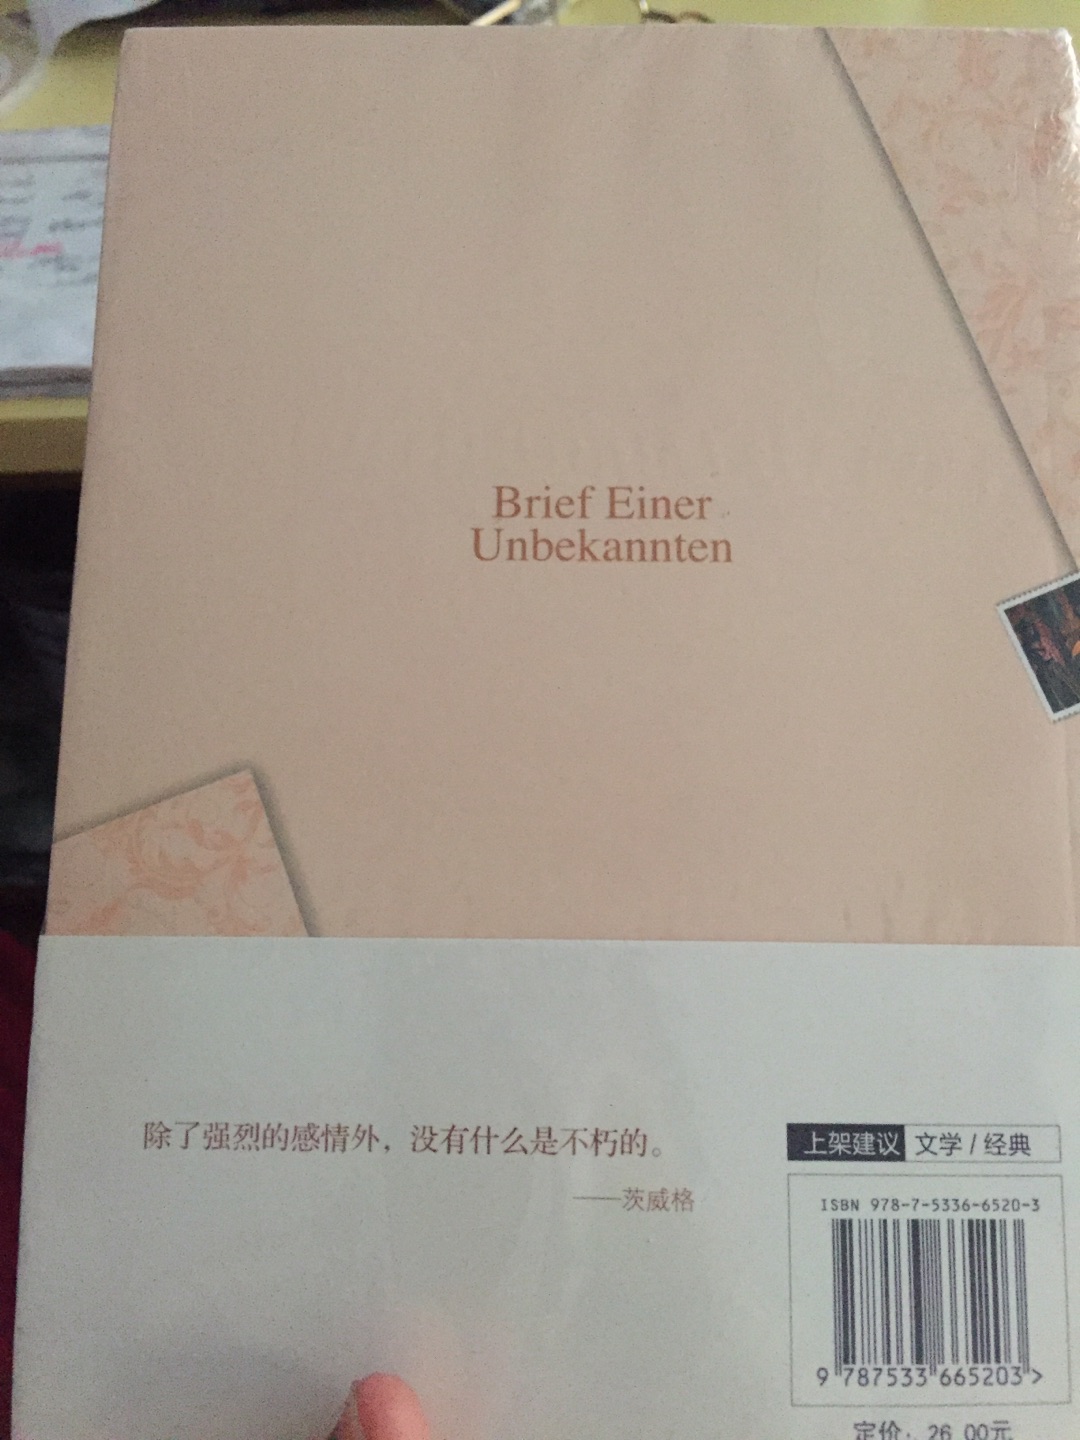 Brief Einer
Unbekannten
除了强烈的感情外，没有什么是不朽的。
——茨威格
上架建议 文学 / 经典
ISBN 978-7-5336-6520-3
9 787533 665203 >
定价：26.00元